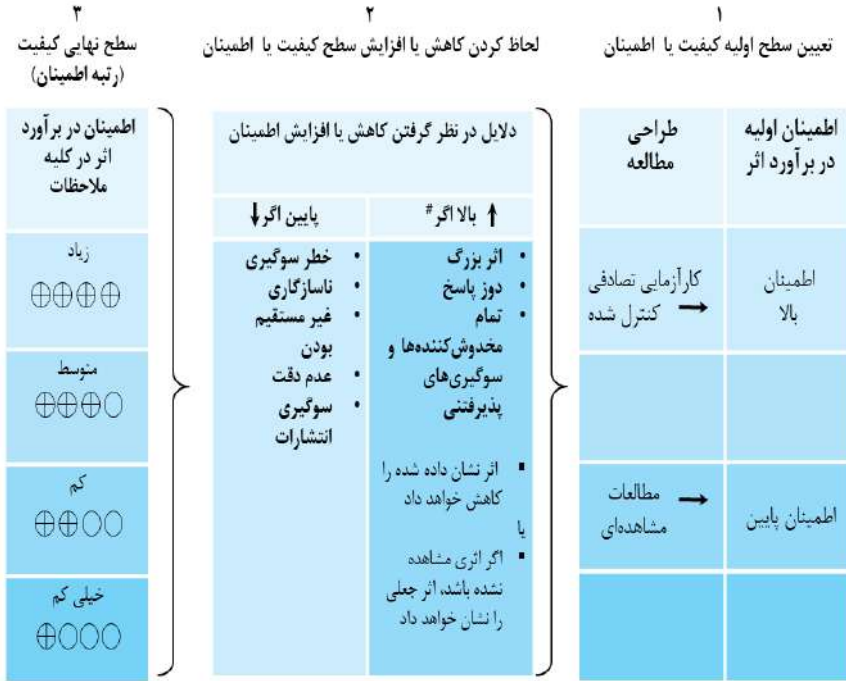 ۱
تعیین سطح اولیه کیفیت یا اطمینان
اطمینان اولیه
در برآورد اثر
طراحی
مطالعه
اطمینان
بالا
کارآزمایی تصادفی
کنترل شده
اطمینان پایین
مطالعات
مشاهده‌ای
۲
لحاظ کردن کاهش یا افزایش سطح کیفیت یا اطمینان
دلایل در نظر گرفتن کاهش یا افزایش اطمینان
↑ بالا اگر#
• اثر بزرگ
• دوز پاسخ
• تمام
مخدوش‌کننده‌ها و
سوگیری‌های
پذیرفتنی
▪ اثر نشان داده شده را
کاهش خواهد داد
یا
▪ اگر اثری مشاهده
نشده باشد، اثر جعلی
را نشان خواهد داد
پایین اگر↓
• خطر سوگیری
• ناسازگاری
• غیر مستقیم
بودن
• عدم دقت
• سوگیری
انتشارات
۳
سطح نهایی کیفیت
(رتبه اطمینان)
اطمینان در برآورد
اثر در کلیه
ملاحظات
زیاد
⊕⊕⊕⊕
متوسط
⊕⊕⊕○
کم
⊕⊕○○
خیلی کم
⊕○○○